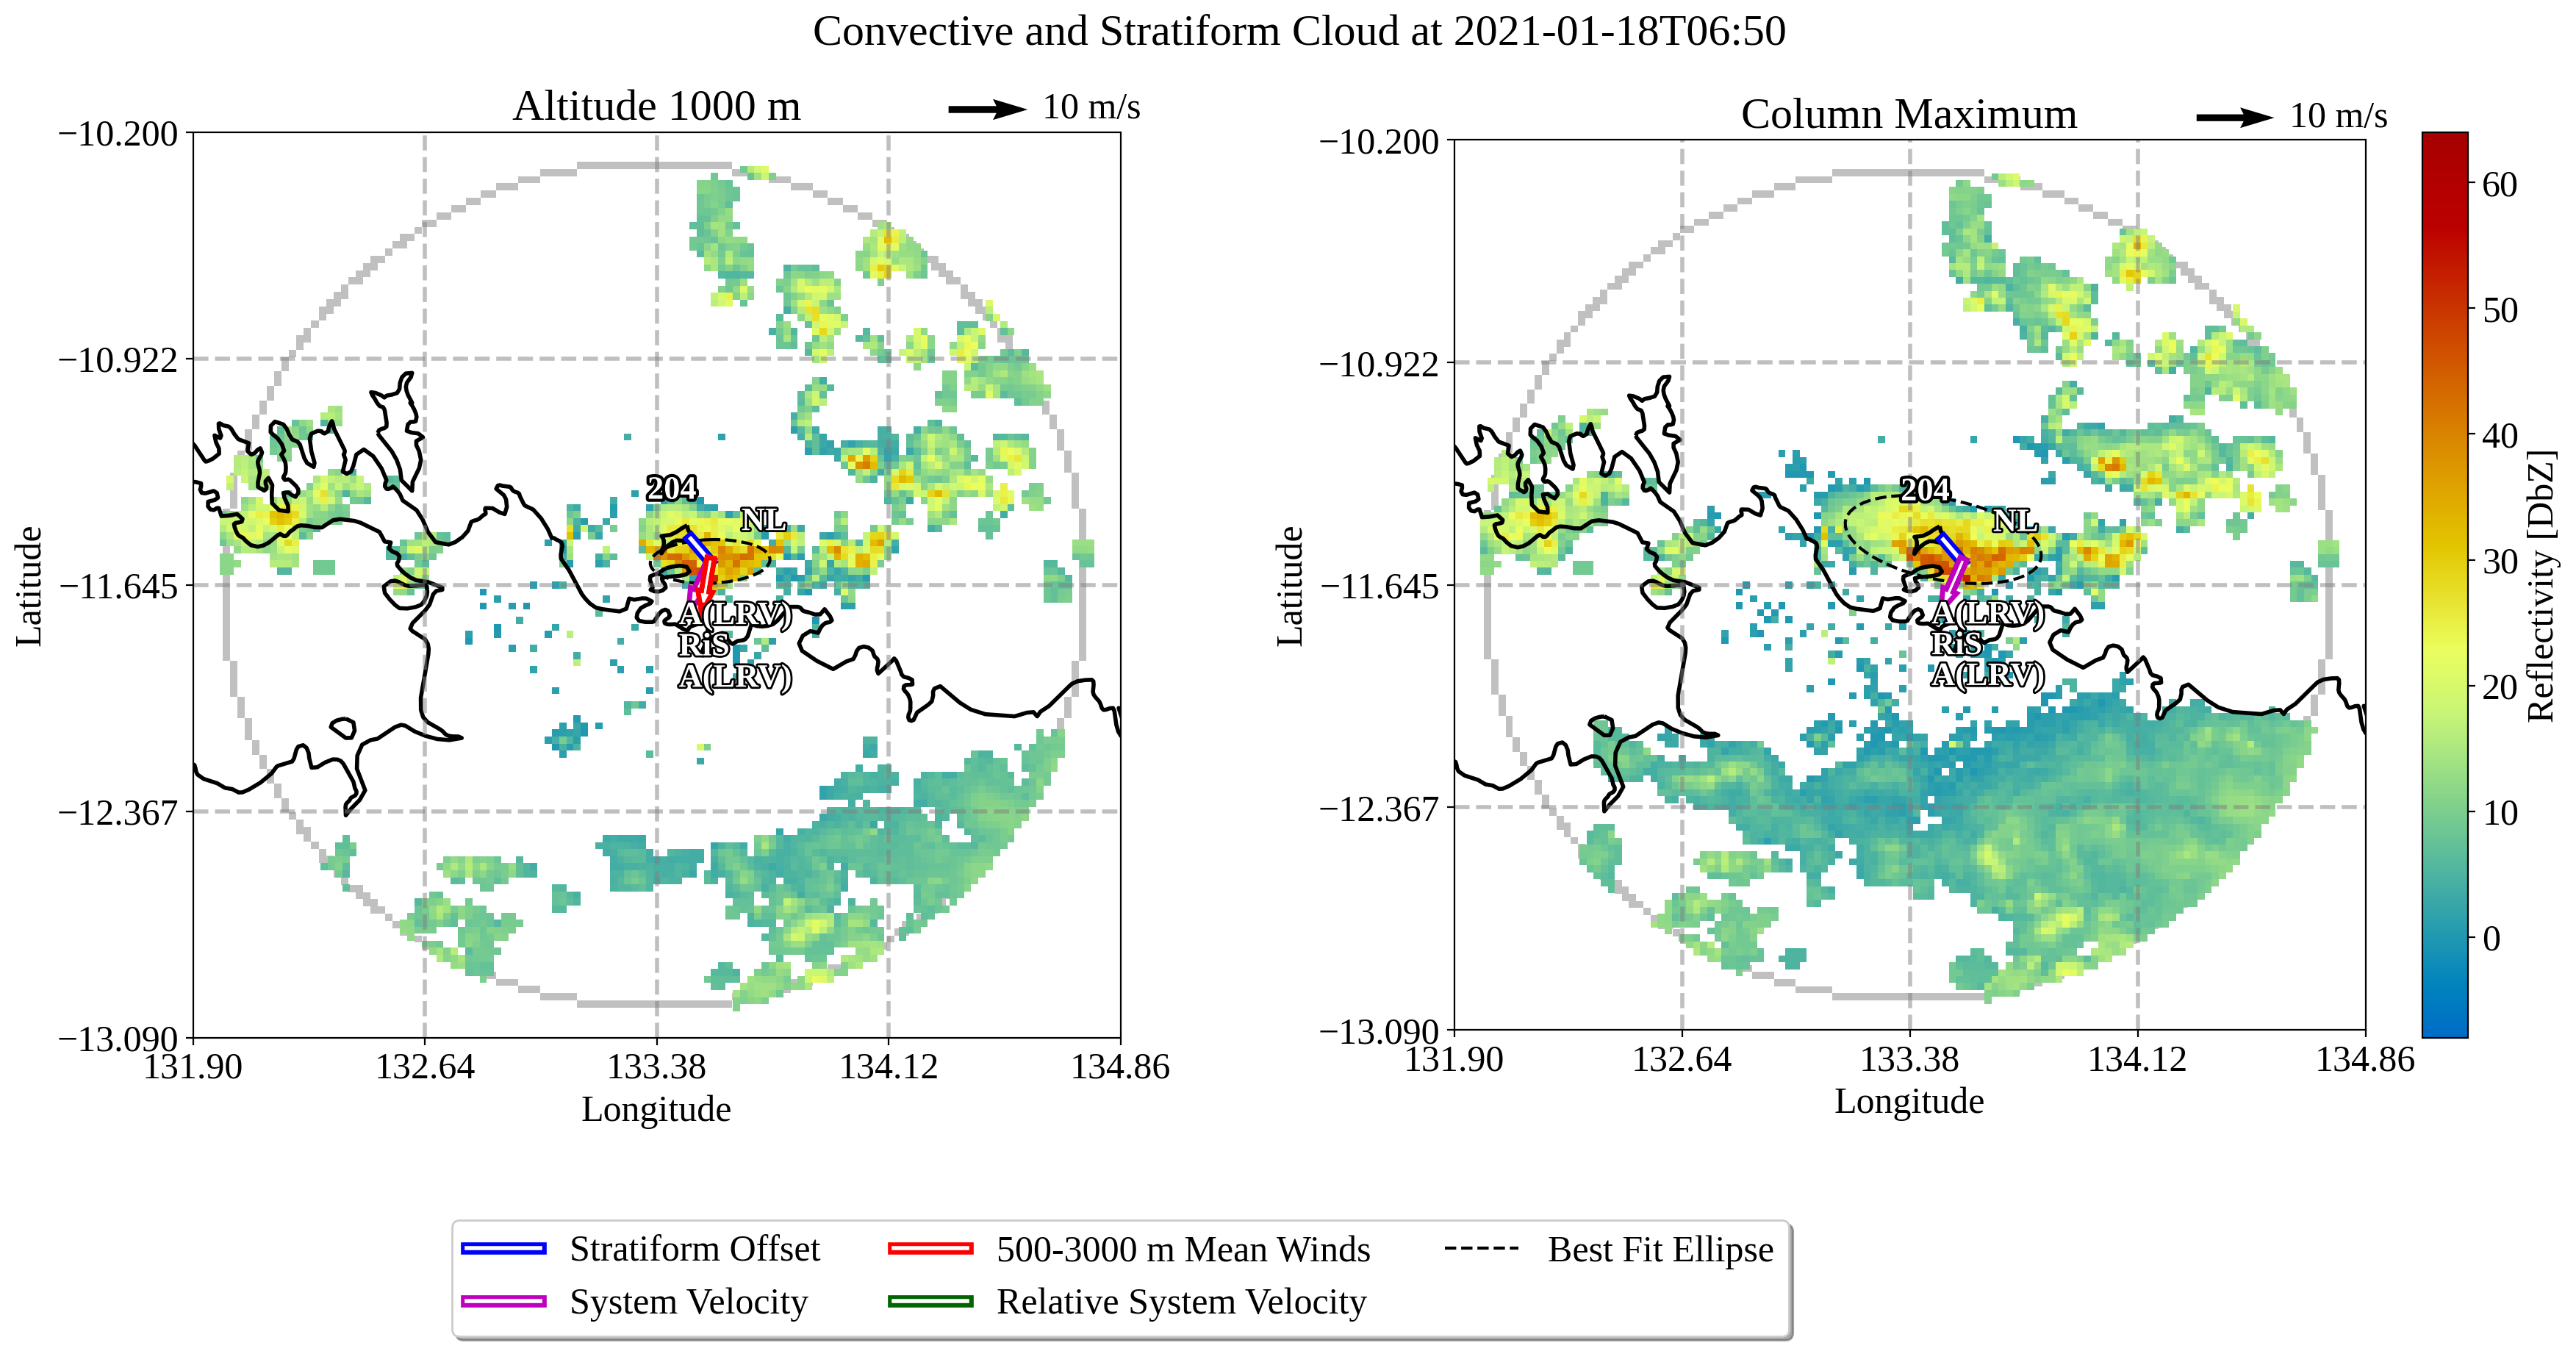 Convective and Stratiform Cloud at 2021-01-18T06:50
Altitude 1000 m
10 m/s
−10.200
−10.922
−11.645
−12.367
−13.090
Latitude
204
NL
A(LRV)
RiS
A(LRV)
131.90
132.64
133.38
134.12
134.86
Longitude
Column Maximum
10 m/s
−10.200
−10.922
−11.645
−12.367
−13.090
Latitude
204
NL
A(LRV)
RiS
A(LRV)
131.90
132.64
133.38
134.12
134.86
Longitude
60
50
40
30
20
10
0
Reflectivity [DbZ]
Stratiform Offset
System Velocity
500-3000 m Mean Winds
Relative System Velocity
Best Fit Ellipse